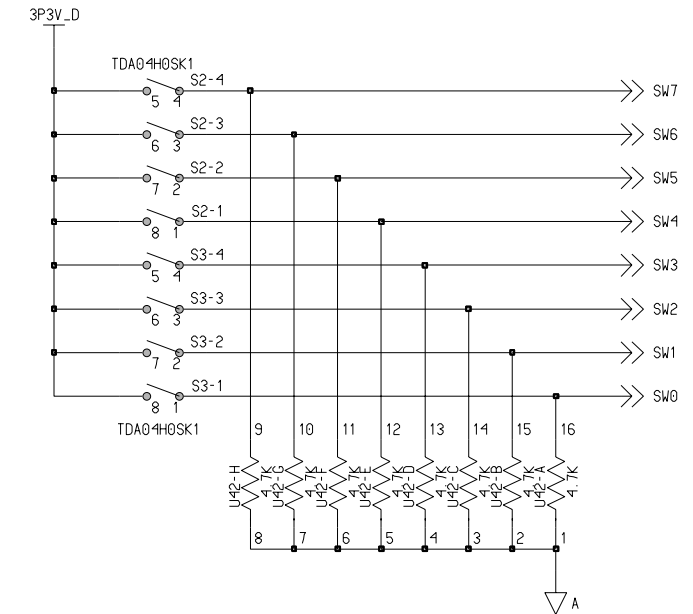 3P3V_D
TDA04H0SK1
S2-4
5 4
SW7
S2-3
6 3
SW6
S2-2
7 2
SW5
S2-1
8 1
SW4
S3-4
5 4
SW3
S3-3
6 3
SW2
S3-2
7 2
SW1
S3-1
8 1
SW0
TDA04H0SK1
9 10 11 12 13 14 15 16
U42-H 4.7K U42-G 4.7K U42-F 4.7K U42-E 4.7K U42-D 4.7K U42-C 4.7K U42-B 4.7K U42-A 4.7K
8 7 6 5 4 3 2 1
A